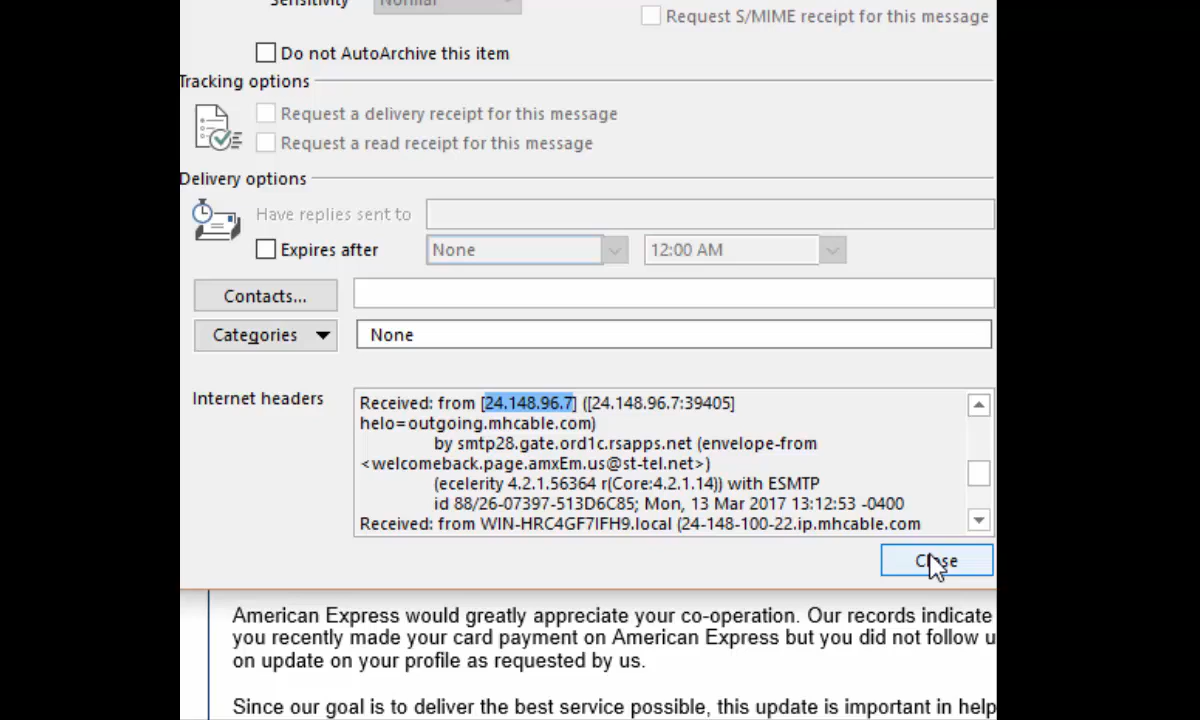 Sensitivity Normal
Request S/MIME receipt for this message
Do not AutoArchive this item
Tracking options
Request a delivery receipt for this message
Request a read receipt for this message
Delivery options
Have replies sent to
Expires after None 12:00 AM
Contacts...
Categories None
Internet headers
Received: from [24.148.96.7] ([24.148.96.7:39405]
helo=outgoing.mhcable.com)
by smtp28.gate.ord1c.rsapps.net (envelope-from
<welcomeback.page.amxEm.us@st-tel.net>)
(ecelerity 4.2.1.56364 r(Core:4.2.1.14)) with ESMTP
id 88/26-07397-513D6C85; Mon, 13 Mar 2017 13:12:53 -0400
Received: from WIN-HRC4GF7IFH9.local (24-148-100-22.ip.mhcable.com
Close
American Express would greatly appreciate your co-operation. Our records indicate
you recently made your card payment on American Express but you did not follow u
on update on your profile as requested by us.
Since our goal is to deliver the best service possible, this update is important in help